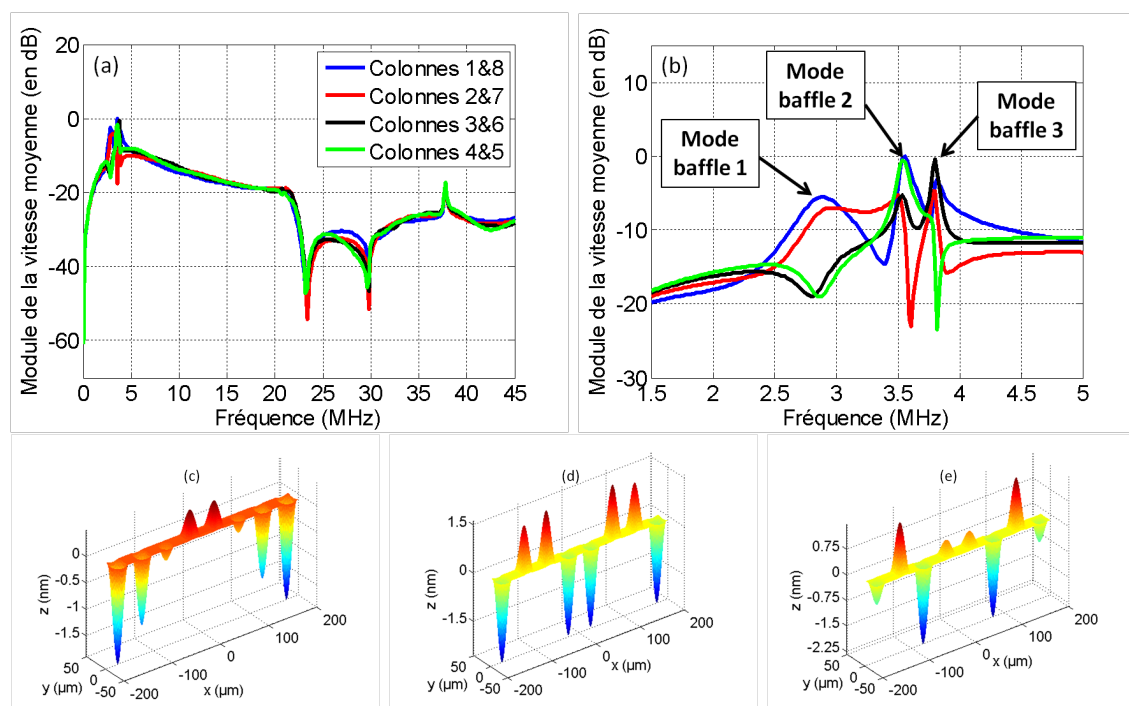 (a)
Module de la vitesse moyenne (en dB)
20
0
-20
-40
-60
0
5
10
15
20
25
30
35
40
45
Fréquence (MHz)
Colonnes 1&8
Colonnes 2&7
Colonnes 3&6
Colonnes 4&5
(b)
Module de la vitesse moyenne (en dB)
10
0
-10
-20
-30
1.5
2
2.5
3
3.5
4
4.5
5
Fréquence (MHz)
Mode
baffle 1
Mode
baffle 2
Mode
baffle 3
(c)
z (nm)
0
-0.5
-1
-1.5
50
0
-50
y (µm)
-200
-100
0
100
200
x (µm)
(d)
z (nm)
1.5
0
-1.5
50
0
-50
y (µm)
-200
-100
0
100
200
x (µm)
(e)
z (nm)
0.75
0
-0.75
-1.5
-2.25
50
0
-50
y (µm)
-200
-100
0
100
200
x (µm)